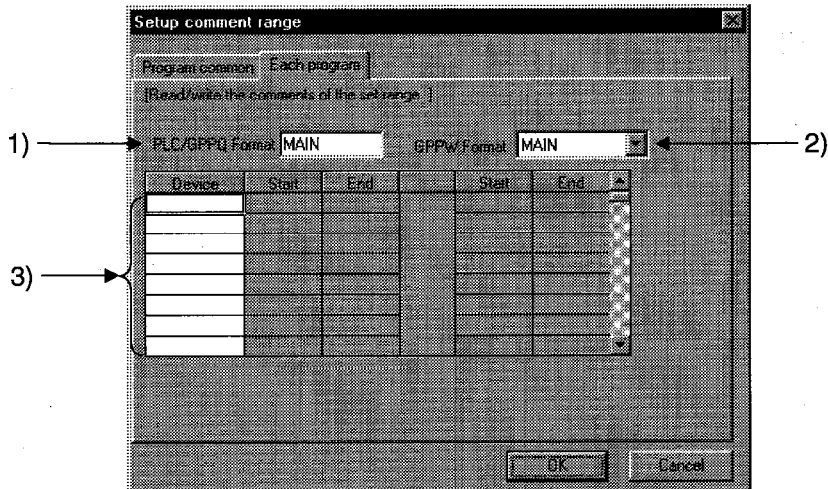 Setup comment range
Program common Each program
[Read/write the comments of the set range. ]
1) PLC/GPPQ Format MAIN GPPW Format MAIN 2)
Device Start End Start End
3)
OK Cancel